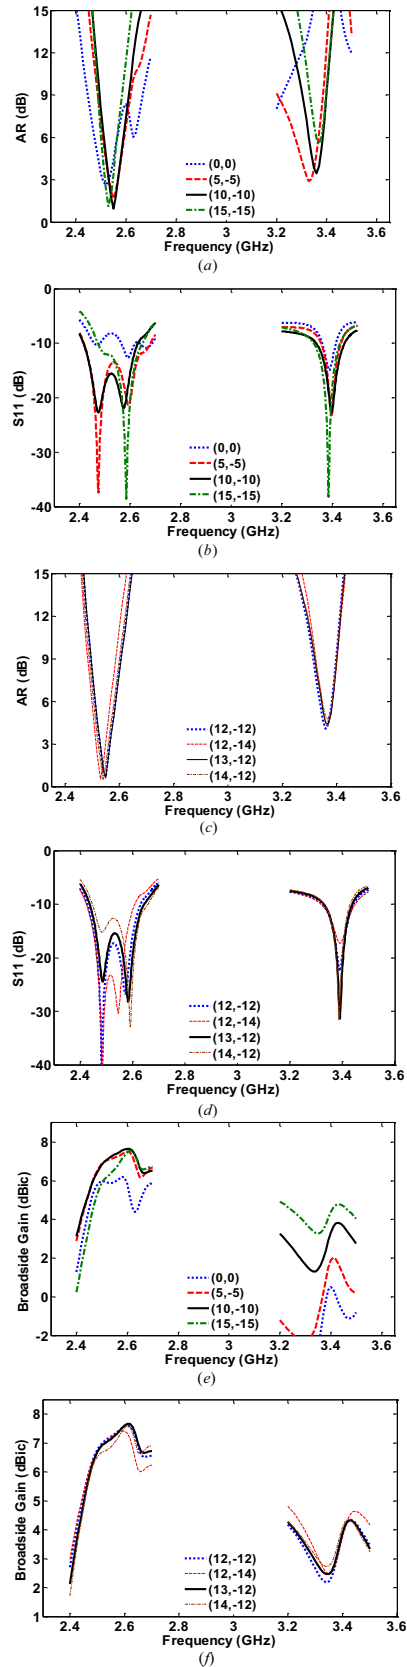 15
12
9
6
3
0
AR (dB)
(0,0)
(5,-5)
(10,-10)
(15,-15)
2.4 2.6 2.8 3 3.2 3.4 3.6
Frequency (GHz)
(a)
0
-10
-20
-30
-40
S11 (dB)
(0,0)
(5,-5)
(10,-10)
(15,-15)
2.4 2.6 2.8 3 3.2 3.4 3.6
Frequency (GHz)
(b)
15
12
9
6
3
0
AR (dB)
(12,-12)
(12,-14)
(13,-12)
(14,-12)
2.4 2.6 2.8 3 3.2 3.4 3.6
Frequency (GHz)
(c)
0
-10
-20
-30
-40
S11 (dB)
(12,-12)
(12,-14)
(13,-12)
(14,-12)
2.4 2.6 2.8 3 3.2 3.4 3.6
Frequency (GHz)
(d)
8
6
4
2
0
-2
Broadside Gain (dBic)
(0,0)
(5,-5)
(10,-10)
(15,-15)
2.4 2.6 2.8 3 3.2 3.4 3.6
Frequency (GHz)
(e)
8
7
6
5
4
3
2
1
Broadside Gain (dBic)
(12,-12)
(12,-14)
(13,-12)
(14,-12)
2.4 2.6 2.8 3 3.2 3.4 3.6
Frequency (GHz)
(f)